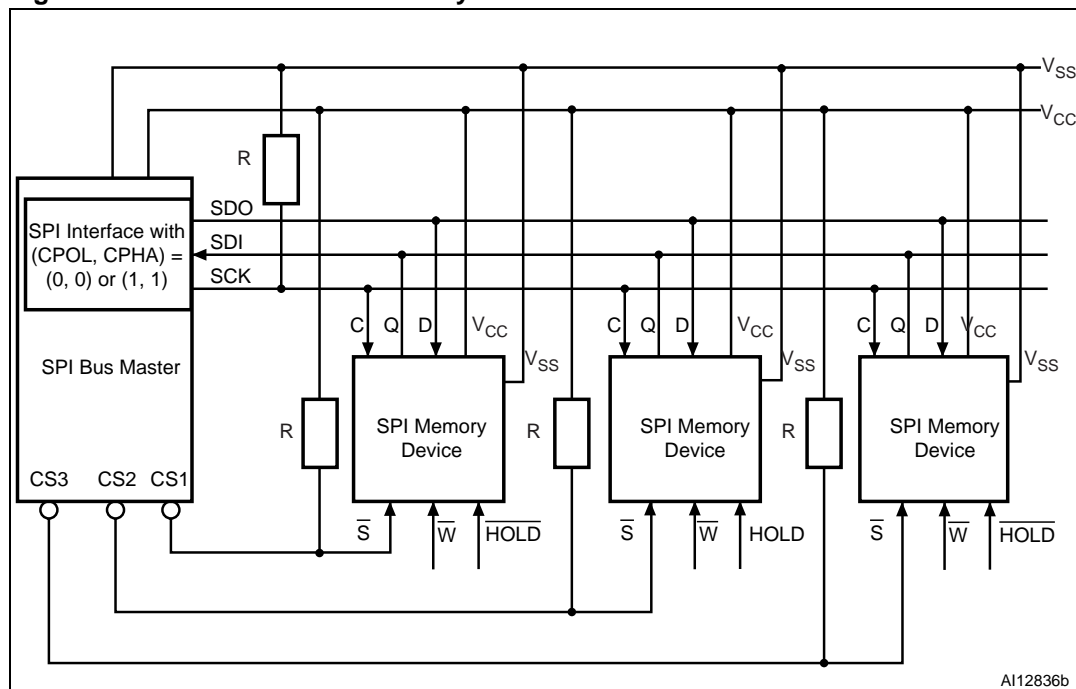 VSS
VCC
R
SDO
SPI Interface with
(CPOL, CPHA) =
(0, 0) or (1, 1)
SDI
SCK
C Q D VCC VSS
C Q D VCC VSS
C Q D VCC VSS
SPI Bus Master
R
SPI Memory
Device
R
SPI Memory
Device
R
SPI Memory
Device
CS3 CS2 CS1
S̅ W̅ H̅O̅L̅D̅
S̅ W̅ HOLD
S̅ W̅ H̅O̅L̅D̅
AI12836b